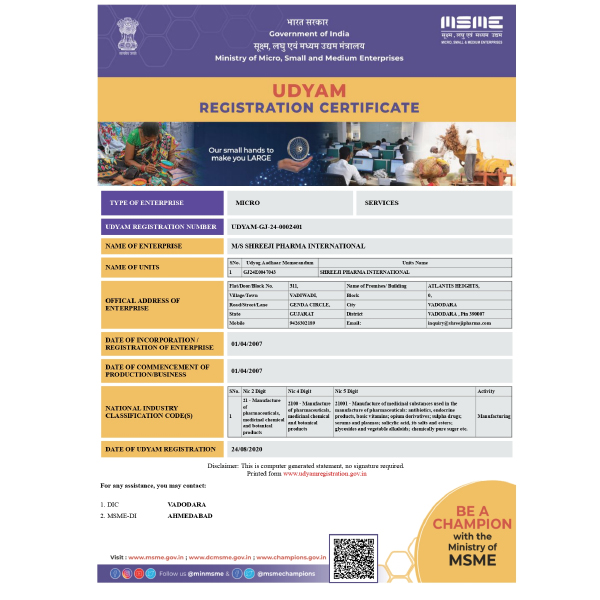 भारत सरकार
Government of India
सूक्ष्म, लघु एवं मध्यम उद्यम मंत्रालय
Ministry of Micro, Small and Medium Enterprises
MSME
सूक्ष्म, लघु एवं मध्यम उद्यम
MICRO, SMALL & MEDIUM ENTERPRISES
UDYAM
REGISTRATION CERTIFICATE
Our small hands to
make you LARGE
TYPE OF ENTERPRISE MICRO SERVICES
UDYAM REGISTRATION NUMBER UDYAM-GJ-24-0002401
NAME OF ENTERPRISE M/S SHREEJI PHARMA INTERNATIONAL
NAME OF UNITS
SNo. Udyog Aadhaar Memorandum Units Name
1 GJ24E0047043 SHREEJI PHARMA INTERNATIONAL
OFFICAL ADDRESS OF ENTERPRISE
Flat/Door/Block No. 311, Name of Premises/ Building ATLANTIS HEIGHTS,
Village/Town VADIWADI, Block 0,
Road/Street/Lane GENDA CIRCLE, City VADODARA
State GUJARAT District VADODARA , Pin 390007
Mobile 9426302189 Email: inquiry@shreejipharma.com
DATE OF INCORPORATION /
REGISTRATION OF ENTERPRISE 01/04/2007
DATE OF COMMENCEMENT OF
PRODUCTION/BUSINESS 01/04/2007
NATIONAL INDUSTRY
CLASSIFICATION CODE(S)
SNo. Nic 2 Digit Nic 4 Digit Nic 5 Digit Activity
1 21 - Manufacture of pharmaceuticals, medicinal chemical and botanical products 2100 - Manufacture of pharmaceuticals, medicinal chemical and botanical products 21001 - Manufacture of medicinal substances used in the manufacture of pharmaceuticals: antibiotics, endocrine products, basic vitamins; opium derivatives; sulpha drugs; serums and plasmas; salicylic acid, its salts and esters; glycosides and vegetable alkaloids; chemically pure sugar etc. Manufacturing
DATE OF UDYAM REGISTRATION 24/08/2020
Disclaimer: This is computer generated statement, no signature required.
Printed form www.udyamregistration.gov.in
For any assistance, you may contact:
1. DIC VADODARA
2. MSME-DI AHMEDABAD
BE A
CHAMPION
with the
Ministry of
MSME
Visit : www.msme.gov.in ; www.dcmsme.gov.in ; www.champions.gov.in
Follow us @minmsme & @msmechampions